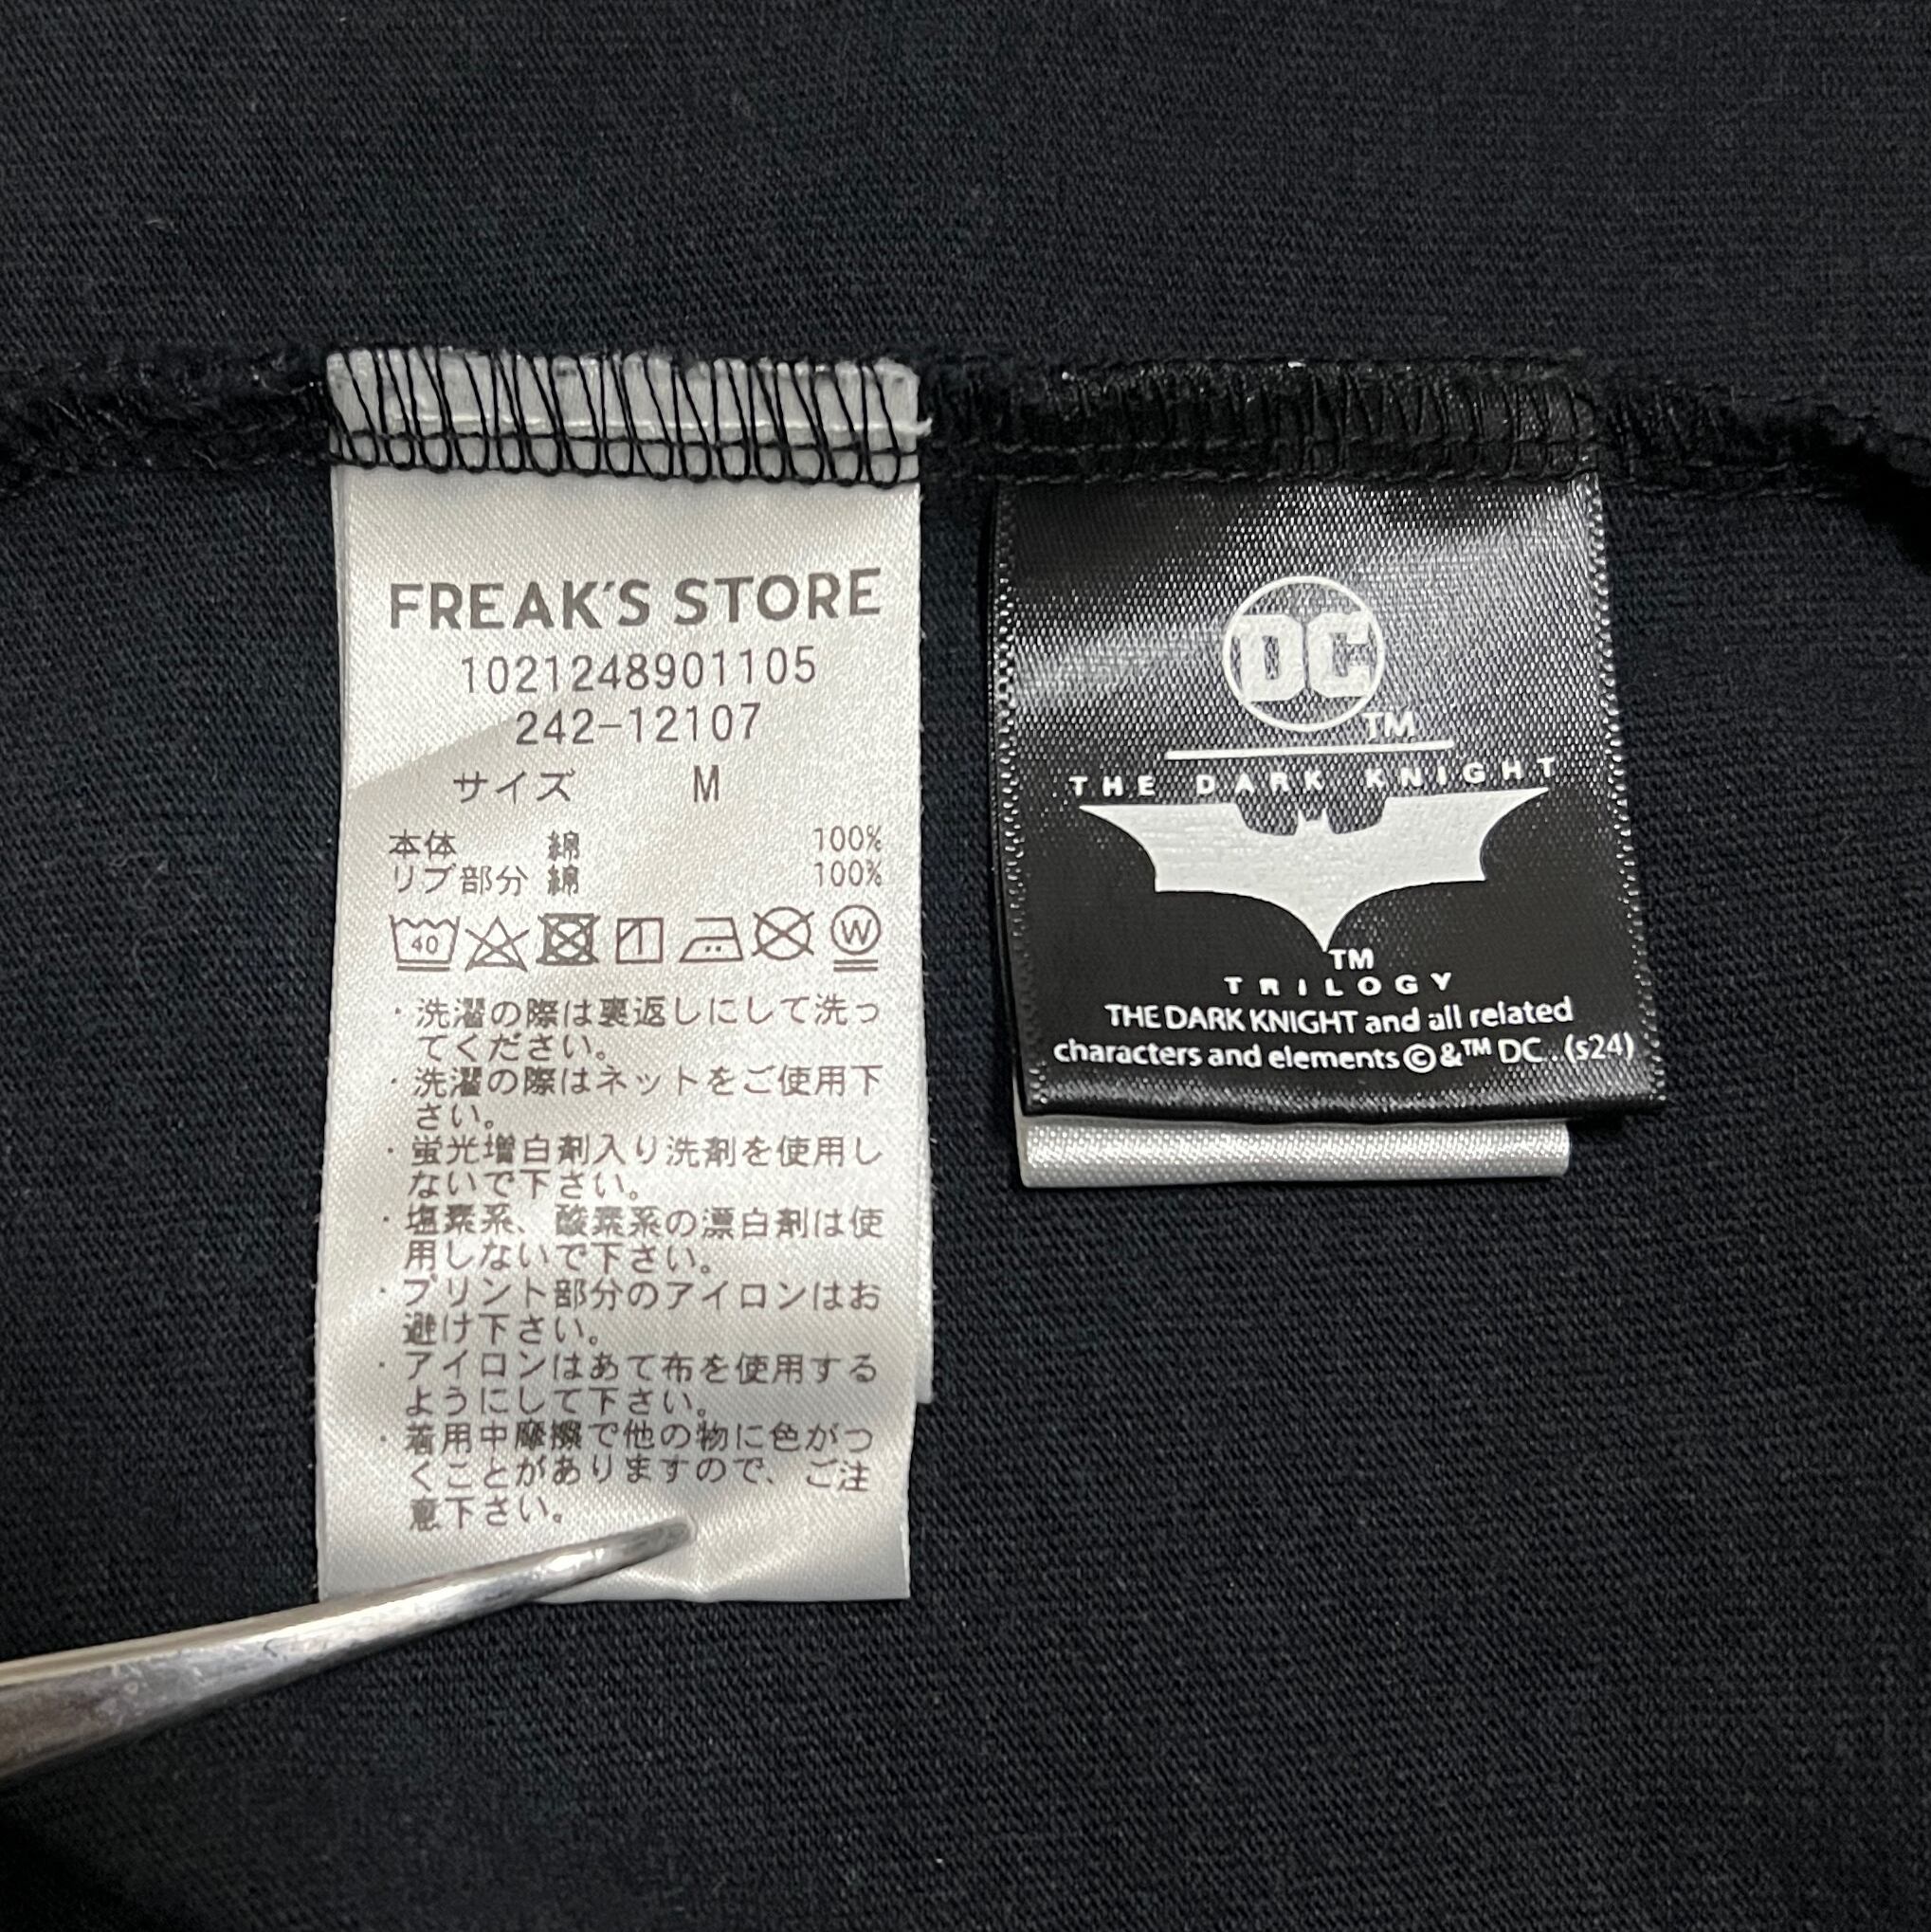 FREAK'S STORE
1021248901105
242-12107
サイズ M
本体 綿 100%
リブ部分 綿 100%
40 W
・洗濯の際は裏返しにして洗っ
てください。
・洗濯の際はネットをご使用下
さい。
・蛍光増白剤入り洗剤を使用し
ないで下さい。
・塩素系、酸素系の漂白剤は使
用しないで下さい。
・プリント部分のアイロンはお
避け下さい。
・アイロンはあて布を使用する
ようにして下さい。
・着用中摩擦で他の物に色がつ
くことがありますので、ご注
意下さい。
DC
TM
THE DARK KNIGHT
TM
TRILOGY
THE DARK KNIGHT and all related
characters and elements © & ™ DC. (s24)